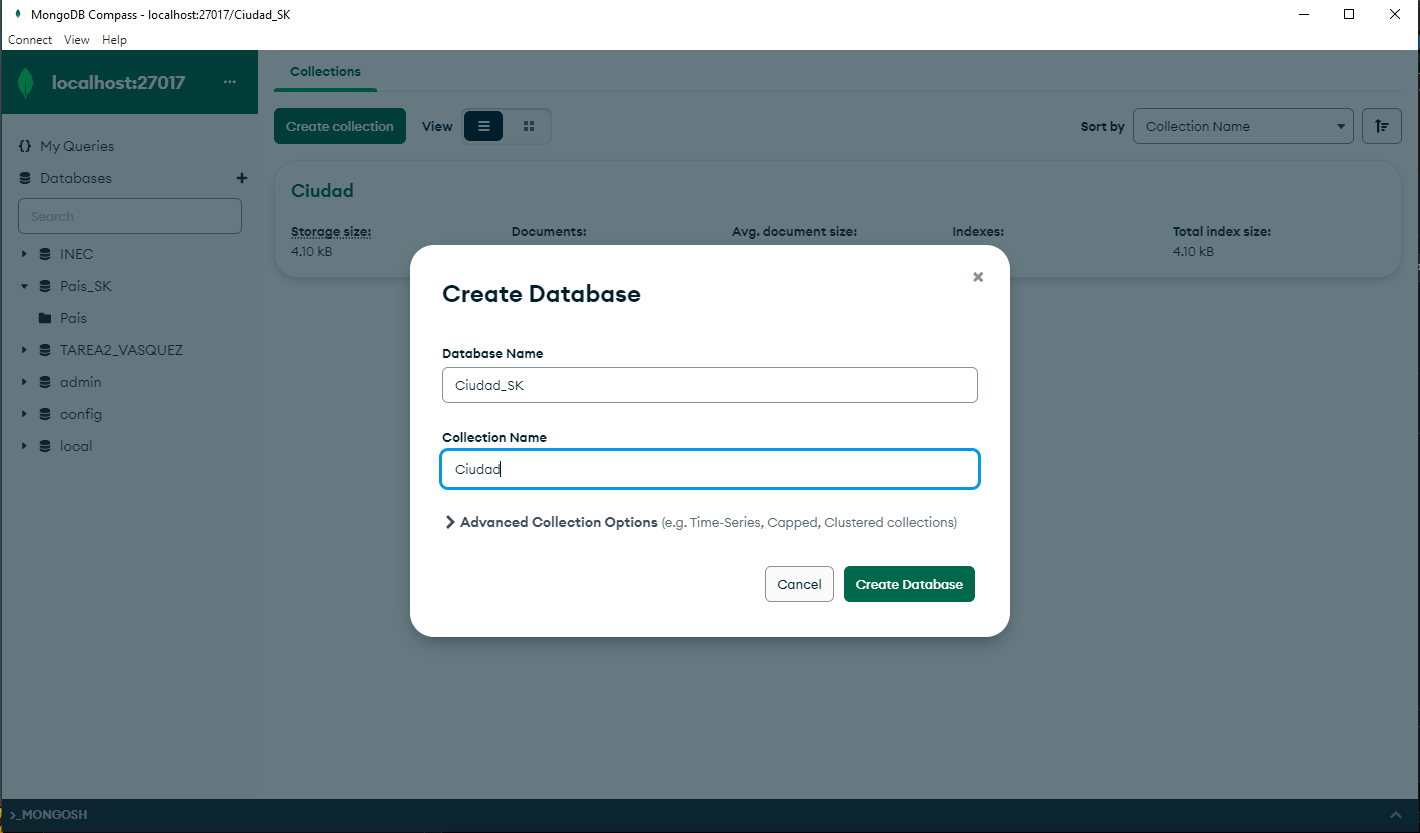 MongoDB Compass - localhost:27017/Ciudad_SK
Connect View Help
localhost:27017 ...
My Queries
Databases +
Search
INEC
Pais_SK
Pais
TAREA2_VASQUEZ
admin
config
local
Collections
Create collection View Sort by Collection Name
Ciudad
Storage size: Documents: Avg. document size: Indexes: Total index size:
4.10 kB 4.10 kB
Create Database
Database Name
Ciudad_SK
Collection Name
Ciudad
Advanced Collection Options (e.g. Time-Series, Capped, Clustered collections)
Cancel Create Database
>_MONGOSH